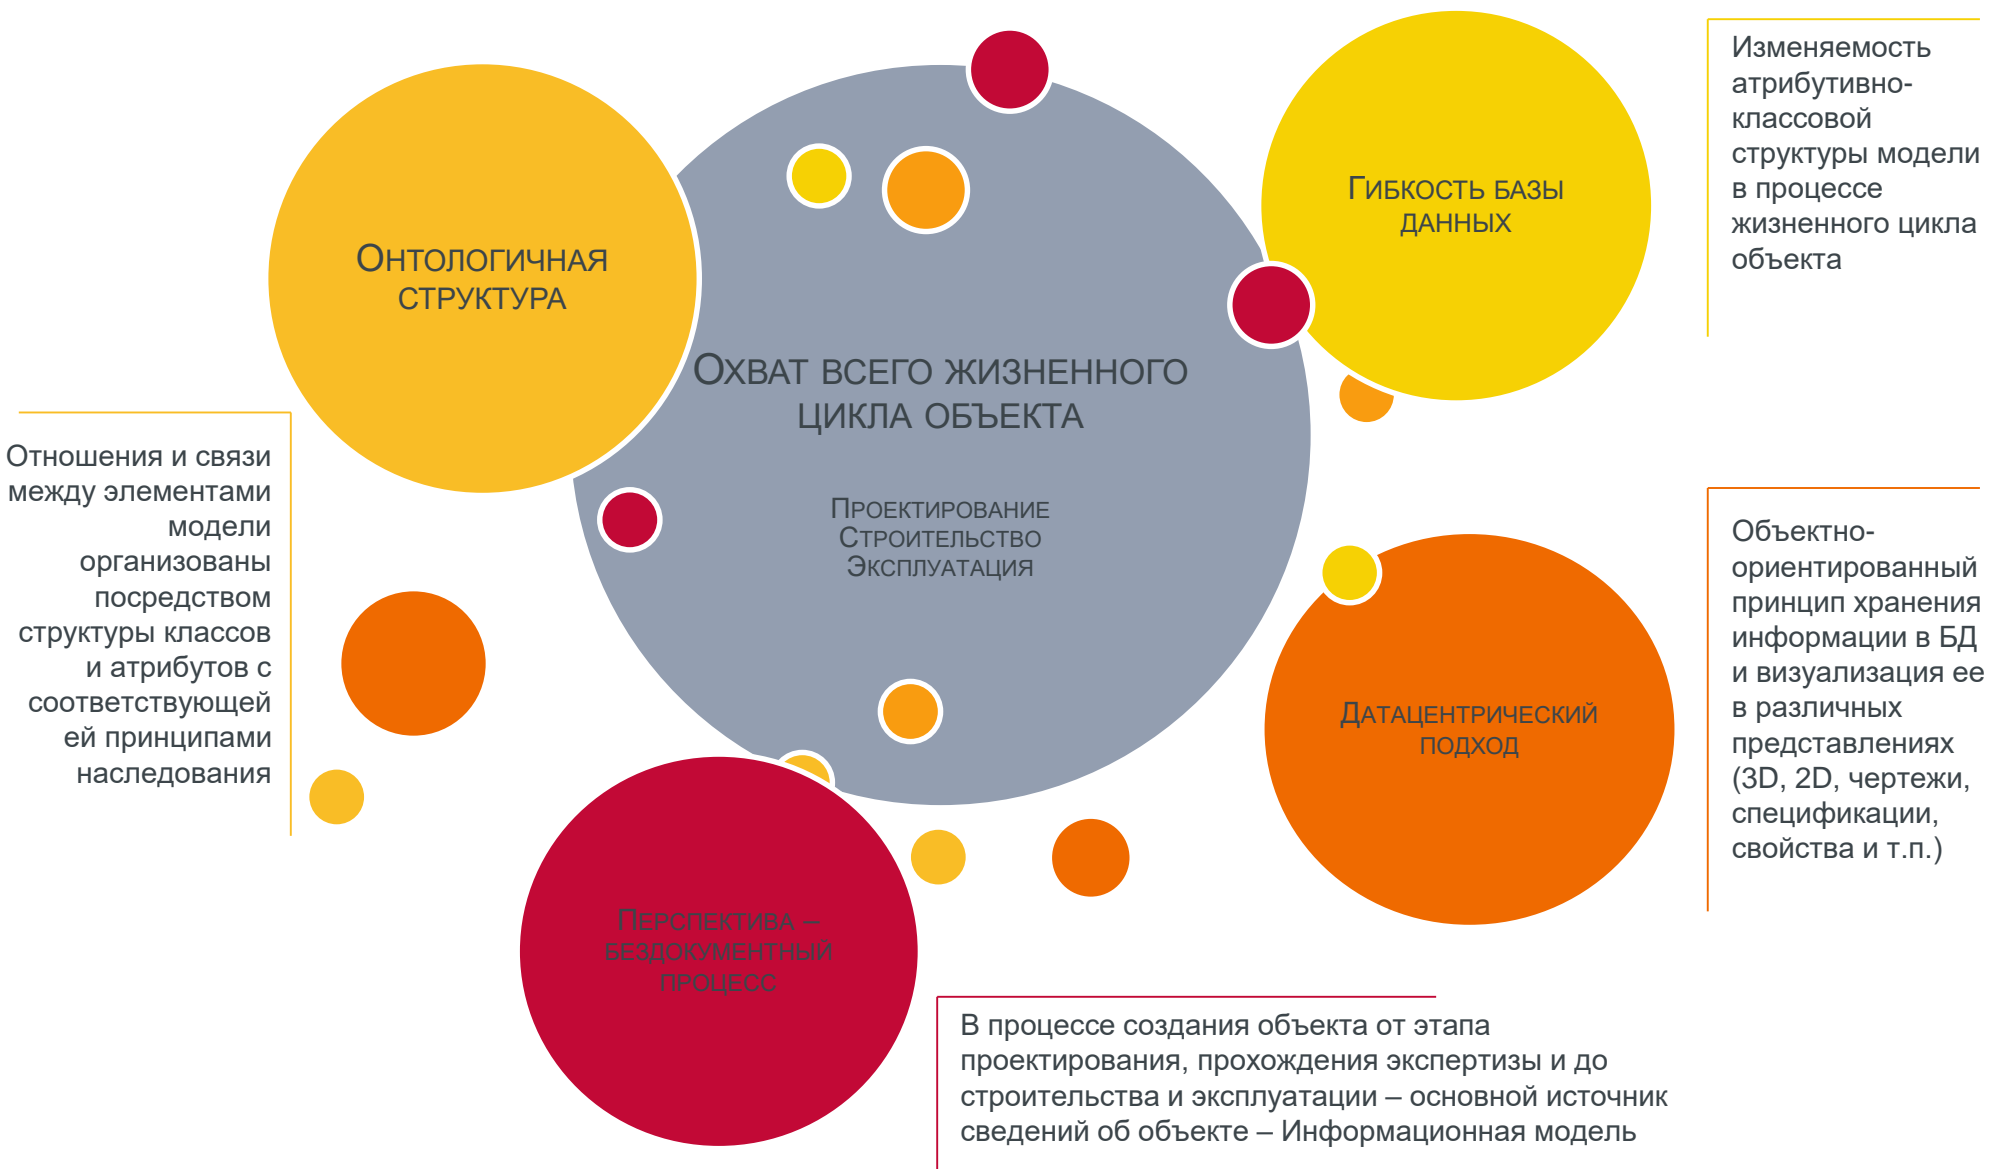 Изменяемость
атрибутивно-
классовой
структуры модели
в процессе
жизненного цикла
объекта
Гибкость базы
данных
Онтологичная
структура
Охват всего жизненного
цикла объекта
Проектирование
Строительство
Эксплуатация
Отношения и связи
между элементами
модели
организованы
посредством
структуры классов
и атрибутов с
соответствующей
ей принципами
наследования
Объектно-
ориентированный
принцип хранения
информации в БД
и визуализация ее
в различных
представлениях
(3D, 2D, чертежи,
спецификации,
свойства и т.п.)
Датацентрический
подход
Перспектива –
бездокументный
процесс
В процессе создания объекта от этапа
проектирования, прохождения экспертизы и до
строительства и эксплуатации – основной источник
сведений об объекте – Информационная модель